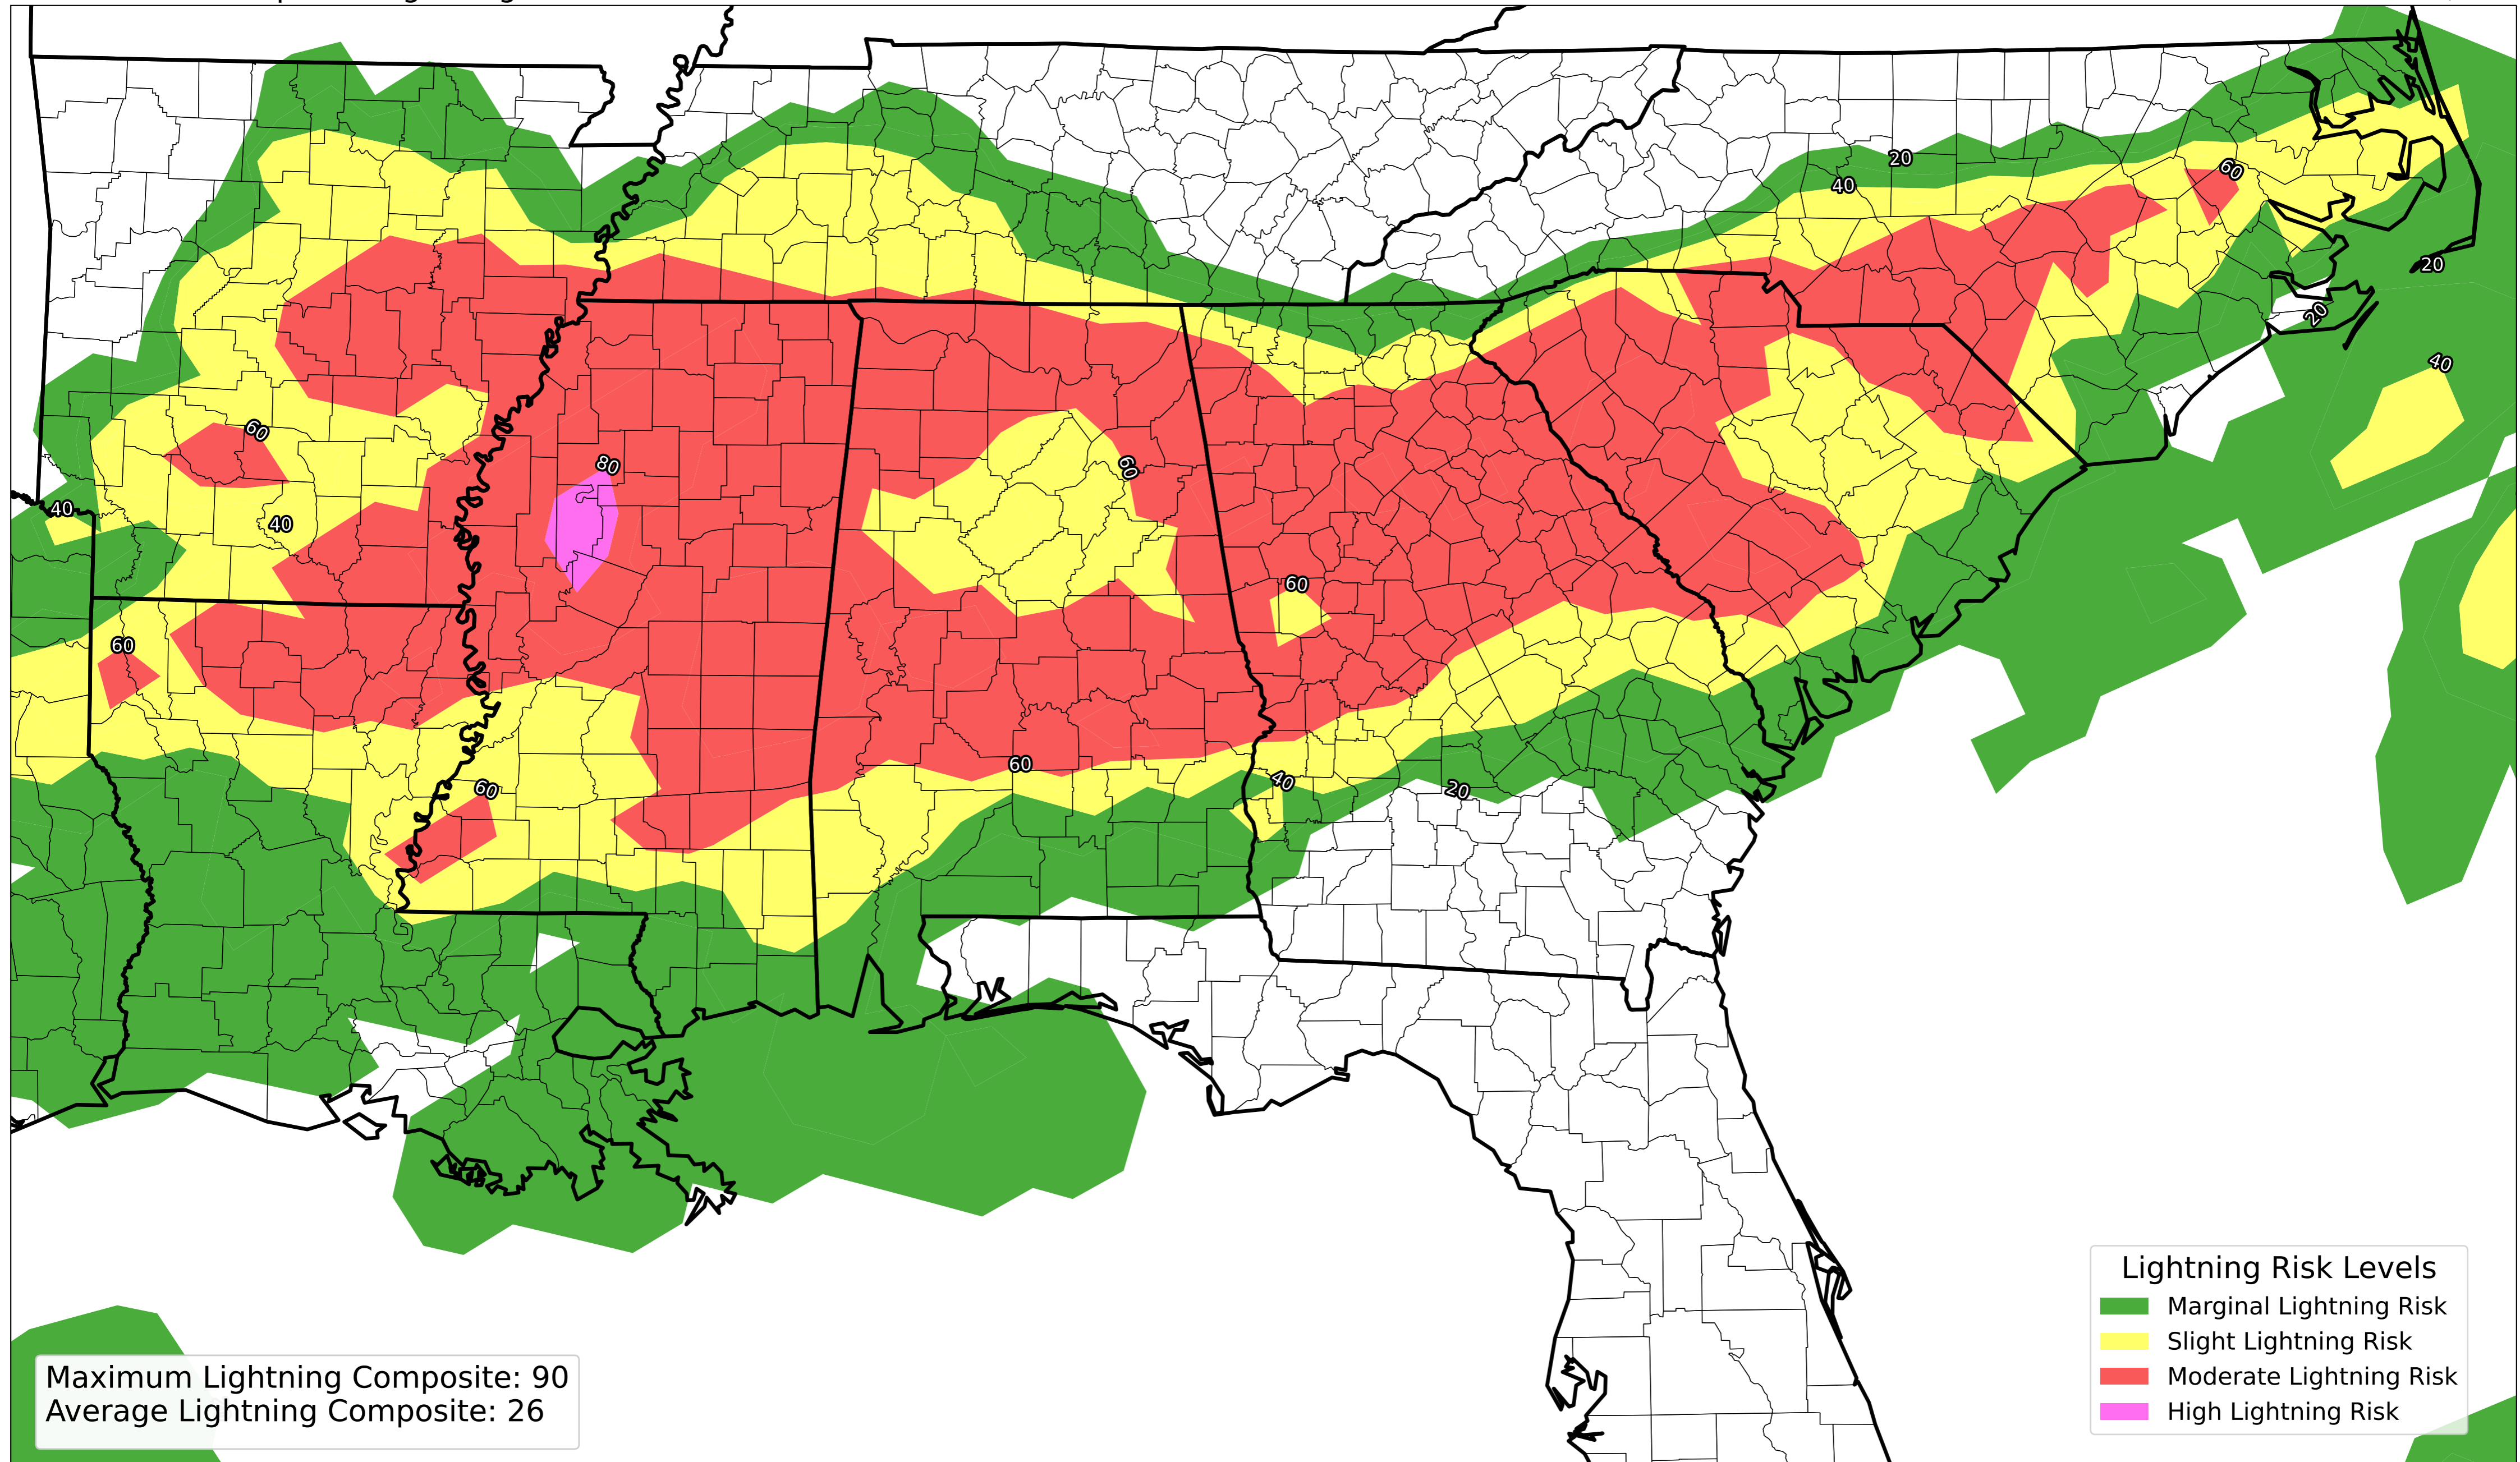 20
60
40
20
40
20
40
60
80
60
40
60
60
60
60
40
20
Lightning Risk Levels
Marginal Lightning Risk
Slight Lightning Risk
Moderate Lightning Risk
High Lightning Risk
Maximum Lightning Composite: 90
Average Lightning Composite: 26